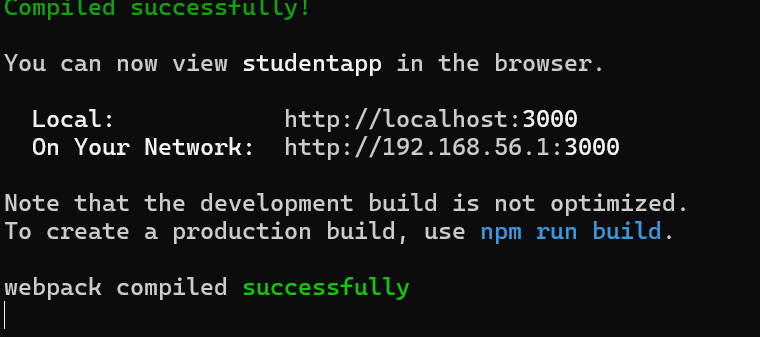 Compiled successfully!
You can now view studentapp in the browser.
Local: http://localhost:3000
On Your Network: http://192.168.56.1:3000
Note that the development build is not optimized.
To create a production build, use npm run build.
webpack compiled successfully